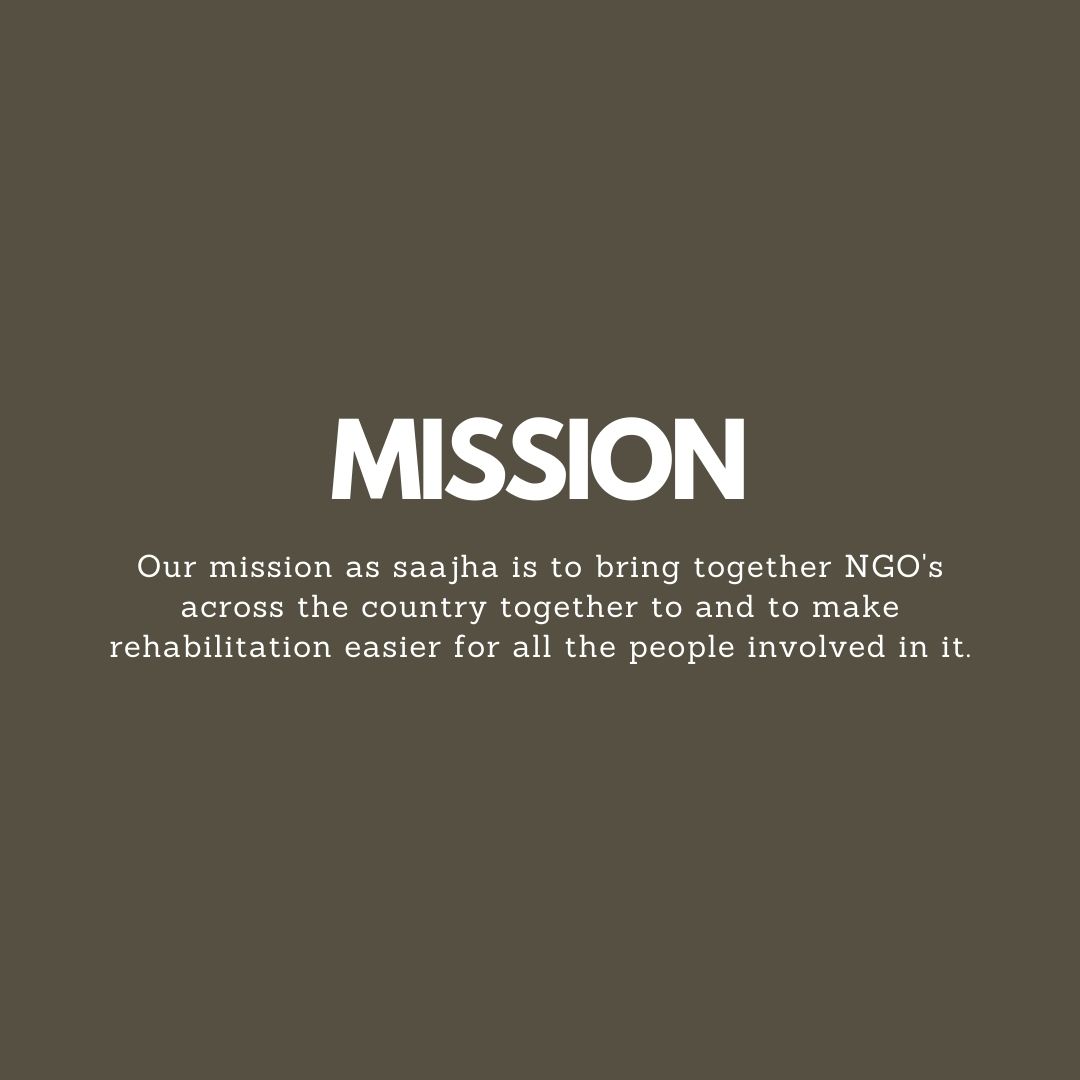 MISSION
Our mission as saajha is to bring together NGO's
across the country together to and to make
rehabilitation easier for all the people involved in it.